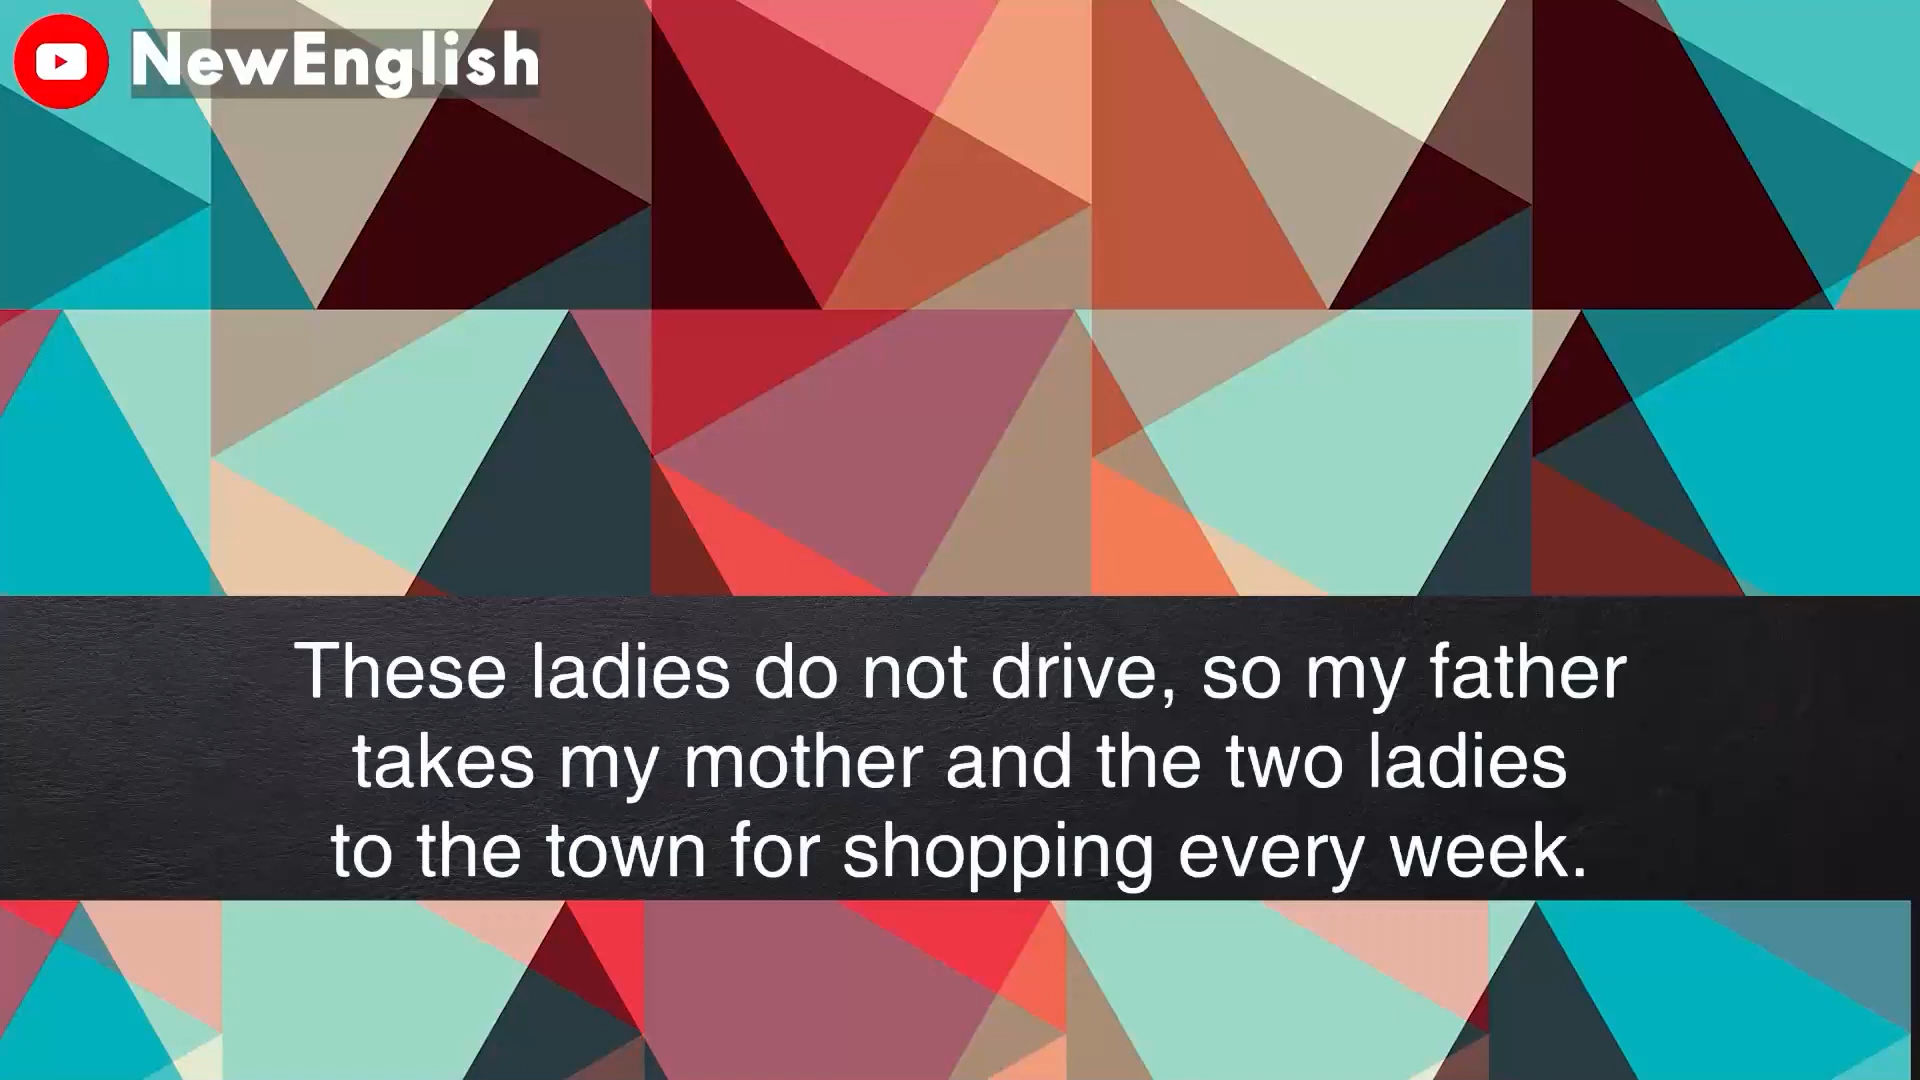 NewEnglish
These ladies do not drive, so my father
takes my mother and the two ladies
to the town for shopping every week.